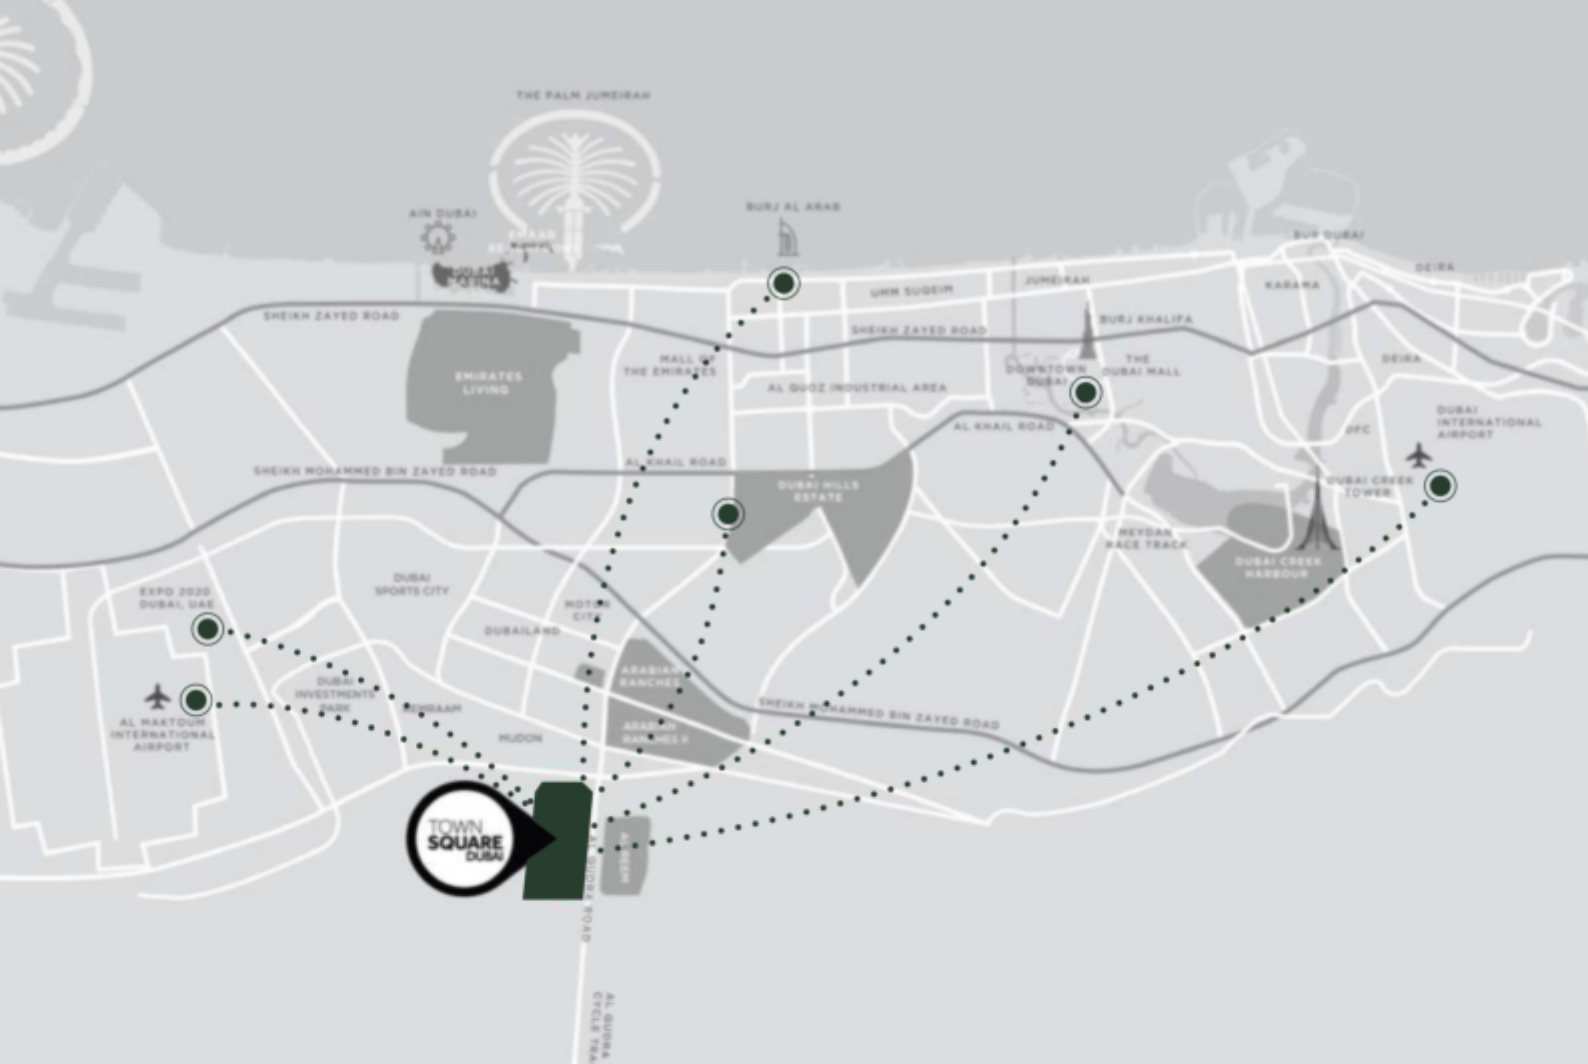 THE PALM JUMEIRAH
AIN DUBAI
BURJ AL ARAB
BUR DUBAI
DEIRA
JUMEIRAH
KARAMA
UMM SUQEIM
SHEIKH ZAYED ROAD
SHEIKH ZAYED ROAD
BURJ KHALIFA
MALL OF
THE EMIRATES
THE
DUBAI MALL
DEIRA
DOWNTOWN
DUBAI
EMIRATES
LIVING
AL QUOZ INDUSTRIAL AREA
DUBAI
INTERNATIONAL
AIRPORT
AL KHAIL ROAD
AL KHAIL ROAD
SHEIKH MOHAMMED BIN ZAYED ROAD
DUBAI HILLS
ESTATE
DUBAI CREEK
TOWER
MEYDAN
RACE TRACK
DUBAI CREEK
HARBOUR
DUBAI
SPORTS CITY
EXPO 2020
DUBAI, UAE
MOTOR
CITY
DUBAILAND
ARABIAN
RANCHES
DUBAI
INVESTMENTS
PARK
REMRAAM
SHEIKH MOHAMMED BIN ZAYED ROAD
AL MAKTOUM
INTERNATIONAL
AIRPORT
MUDON
ARABIAN
RANCHES II
TOWN
SQUARE
DUBAI
AL QUDRA ROAD
AL QUDRA